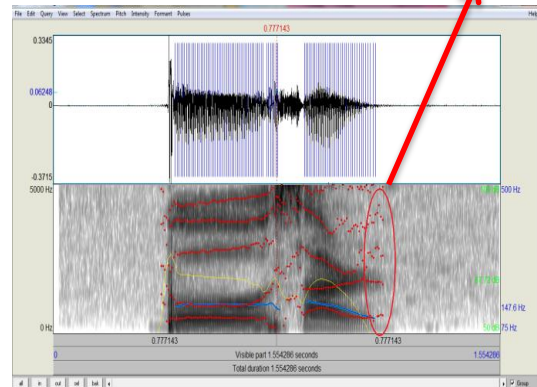 File Edit Query View Select Spectrum Pitch Intensity Formant Pulses Help
0.777143
0.3345
0.06248
0
-0.3715
5000 Hz 500 Hz
147.6 Hz
0 Hz 75 Hz
0.777143 0.777143
0 Visible part 1.554286 seconds 1.554286
Total duration 1.554286 seconds
all in out sel bak Group